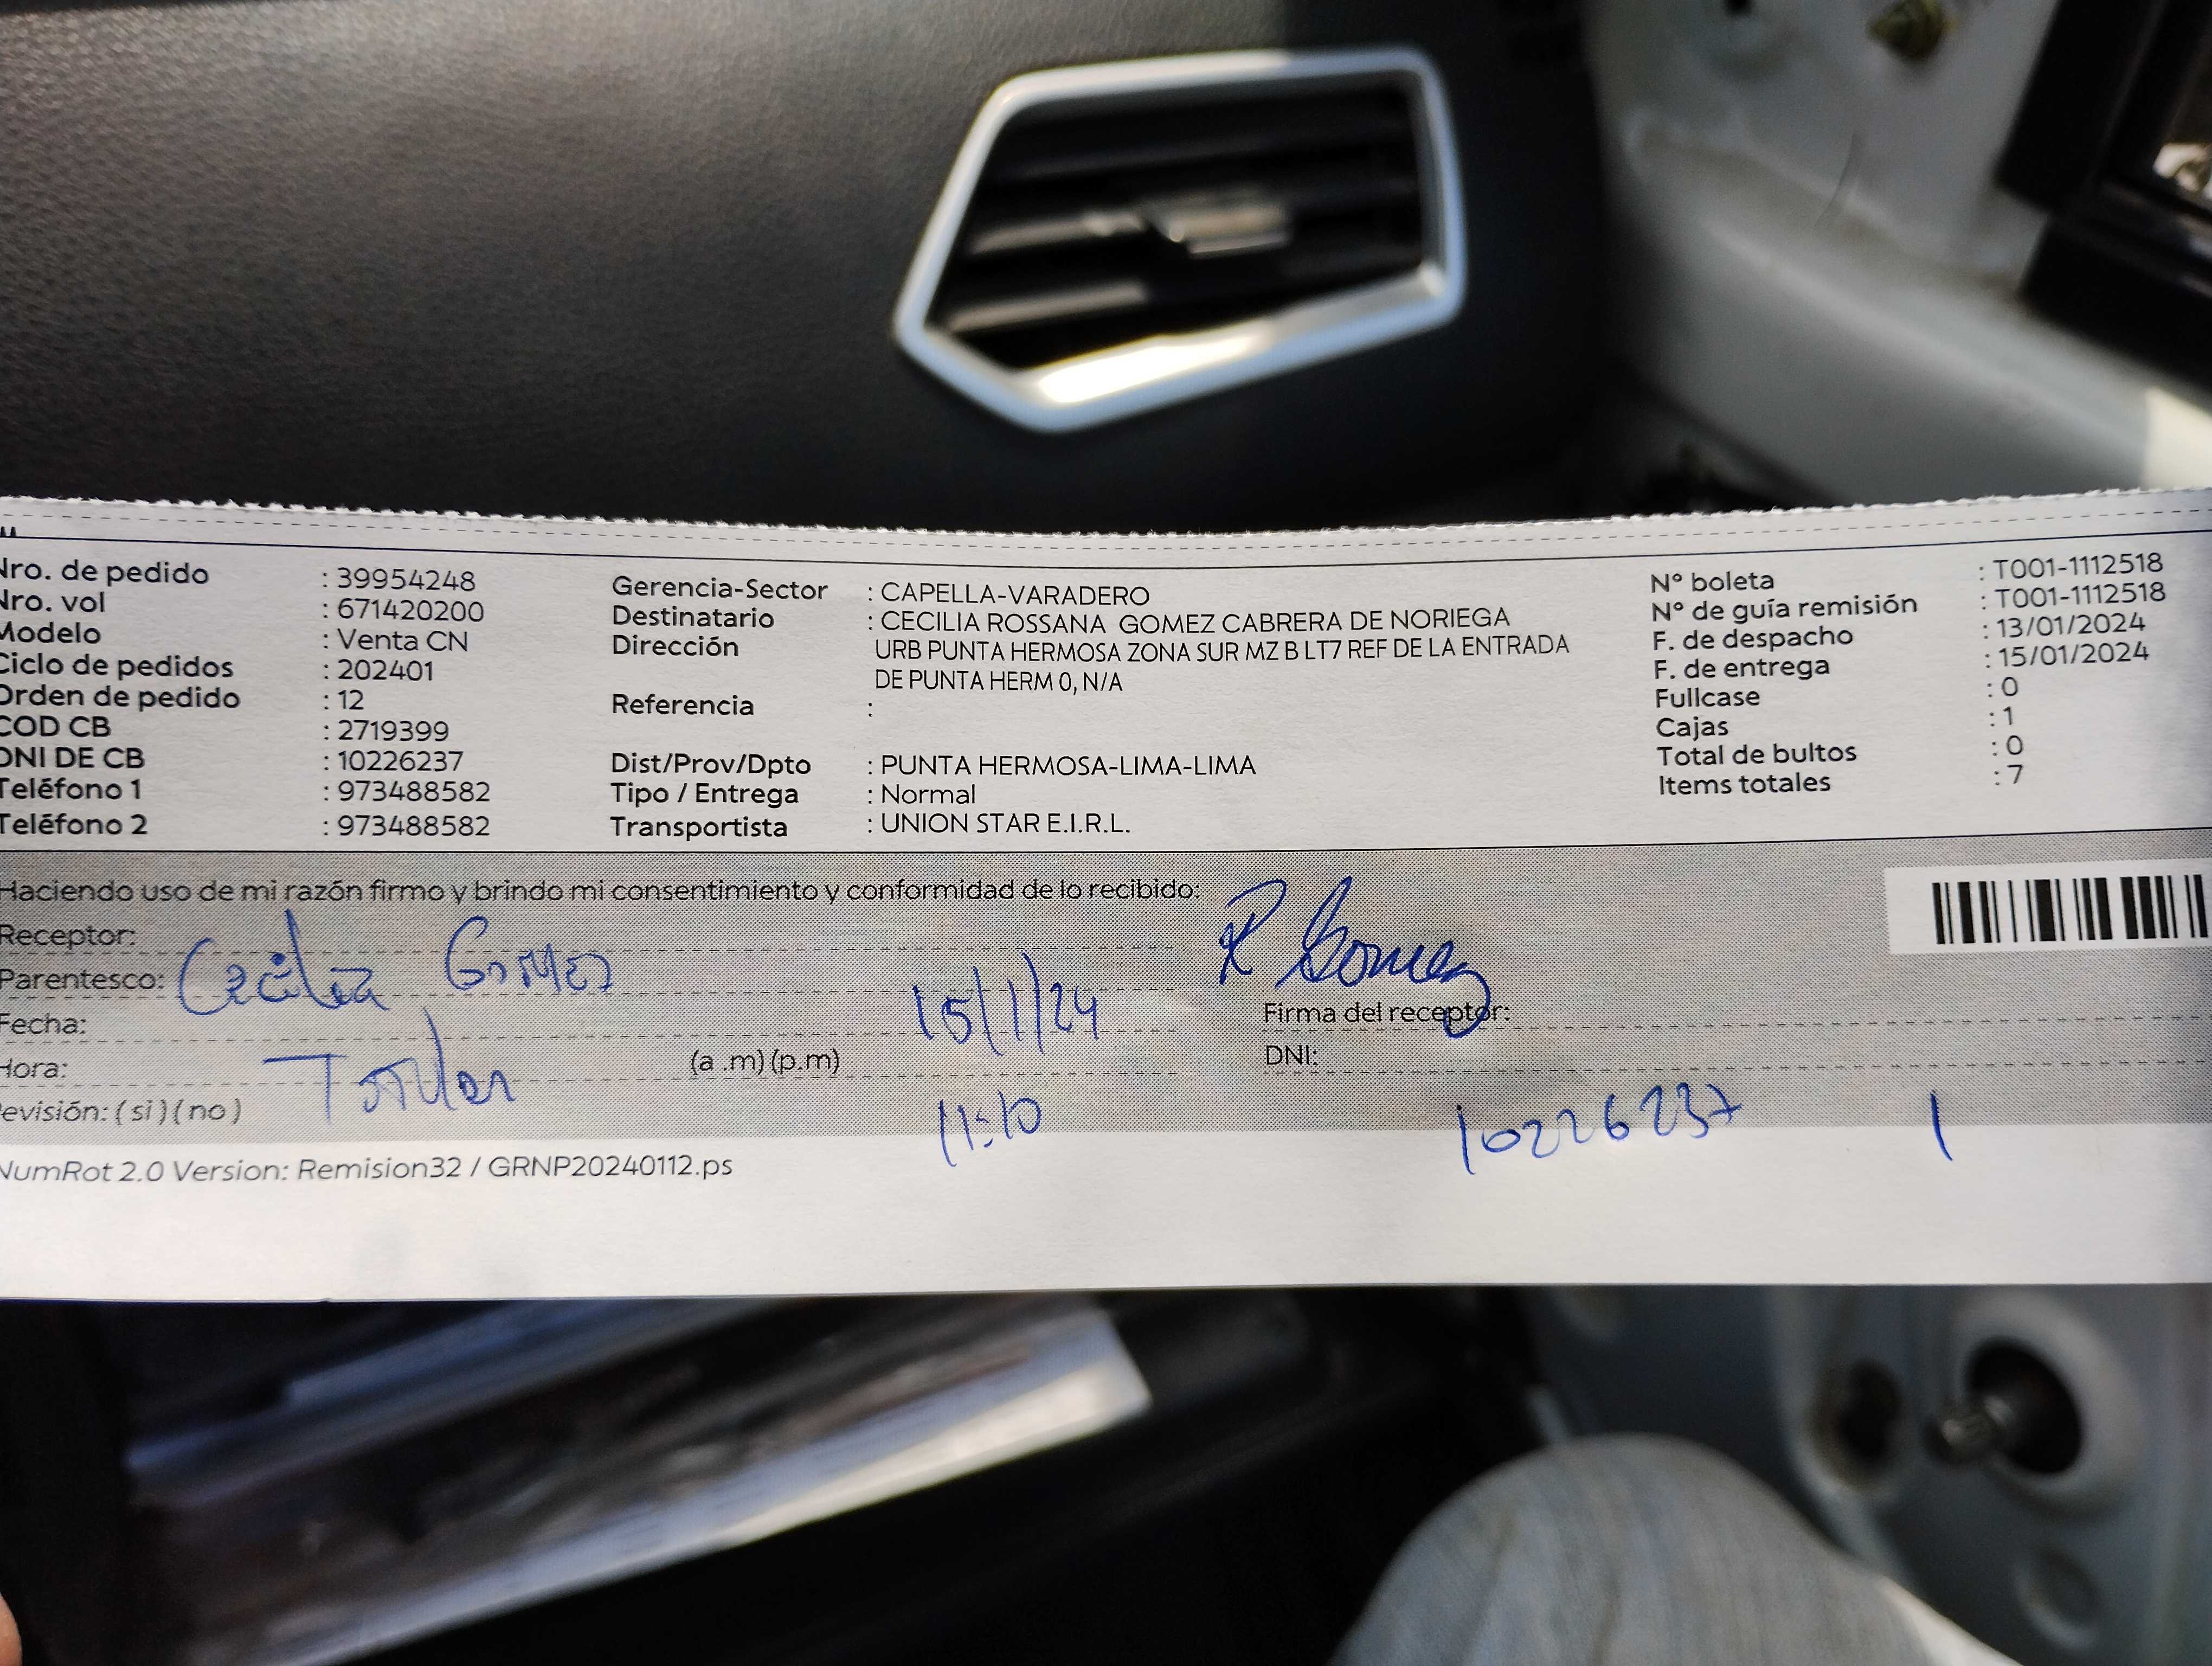 Nro. de pedido : 39954248
Nro. vol : 671420200
Modelo : Venta CN
Ciclo de pedidos : 202401
Orden de pedido : 12
COD CB : 2719399
DNI DE CB : 10226237
Teléfono 1 : 973488582
Teléfono 2 : 973488582
Gerencia-Sector : CAPELLA-VARADERO
Destinatario : CECILIA ROSSANA GOMEZ CABRERA DE NORIEGA
Dirección URB PUNTA HERMOSA ZONA SUR MZ B LT7 REF DE LA ENTRADA
DE PUNTA HERM 0, N/A
Referencia :
Dist/Prov/Dpto : PUNTA HERMOSA-LIMA-LIMA
Tipo / Entrega : Normal
Transportista : UNION STAR E.I.R.L.
N° boleta : T001-1112518
N° de guía remisión : T001-1112518
F. de despacho : 13/01/2024
F. de entrega : 15/01/2024
Fullcase : 0
Cajas : 1
Total de bultos : 0
Items totales : 7
Haciendo uso de mi razón firmo y brindo mi consentimiento y conformidad de lo recibido:
Receptor:
Parentesco: Cecilia Gomez
Fecha: 15/1/24
Hora: Titular (a .m)(p.m)
evisión: ( si )( no ) 11:10
R Gomez
Firma del receptor:
DNI:
10226237 1
NumRot 2.0 Version: Remision32 / GRNP20240112.ps